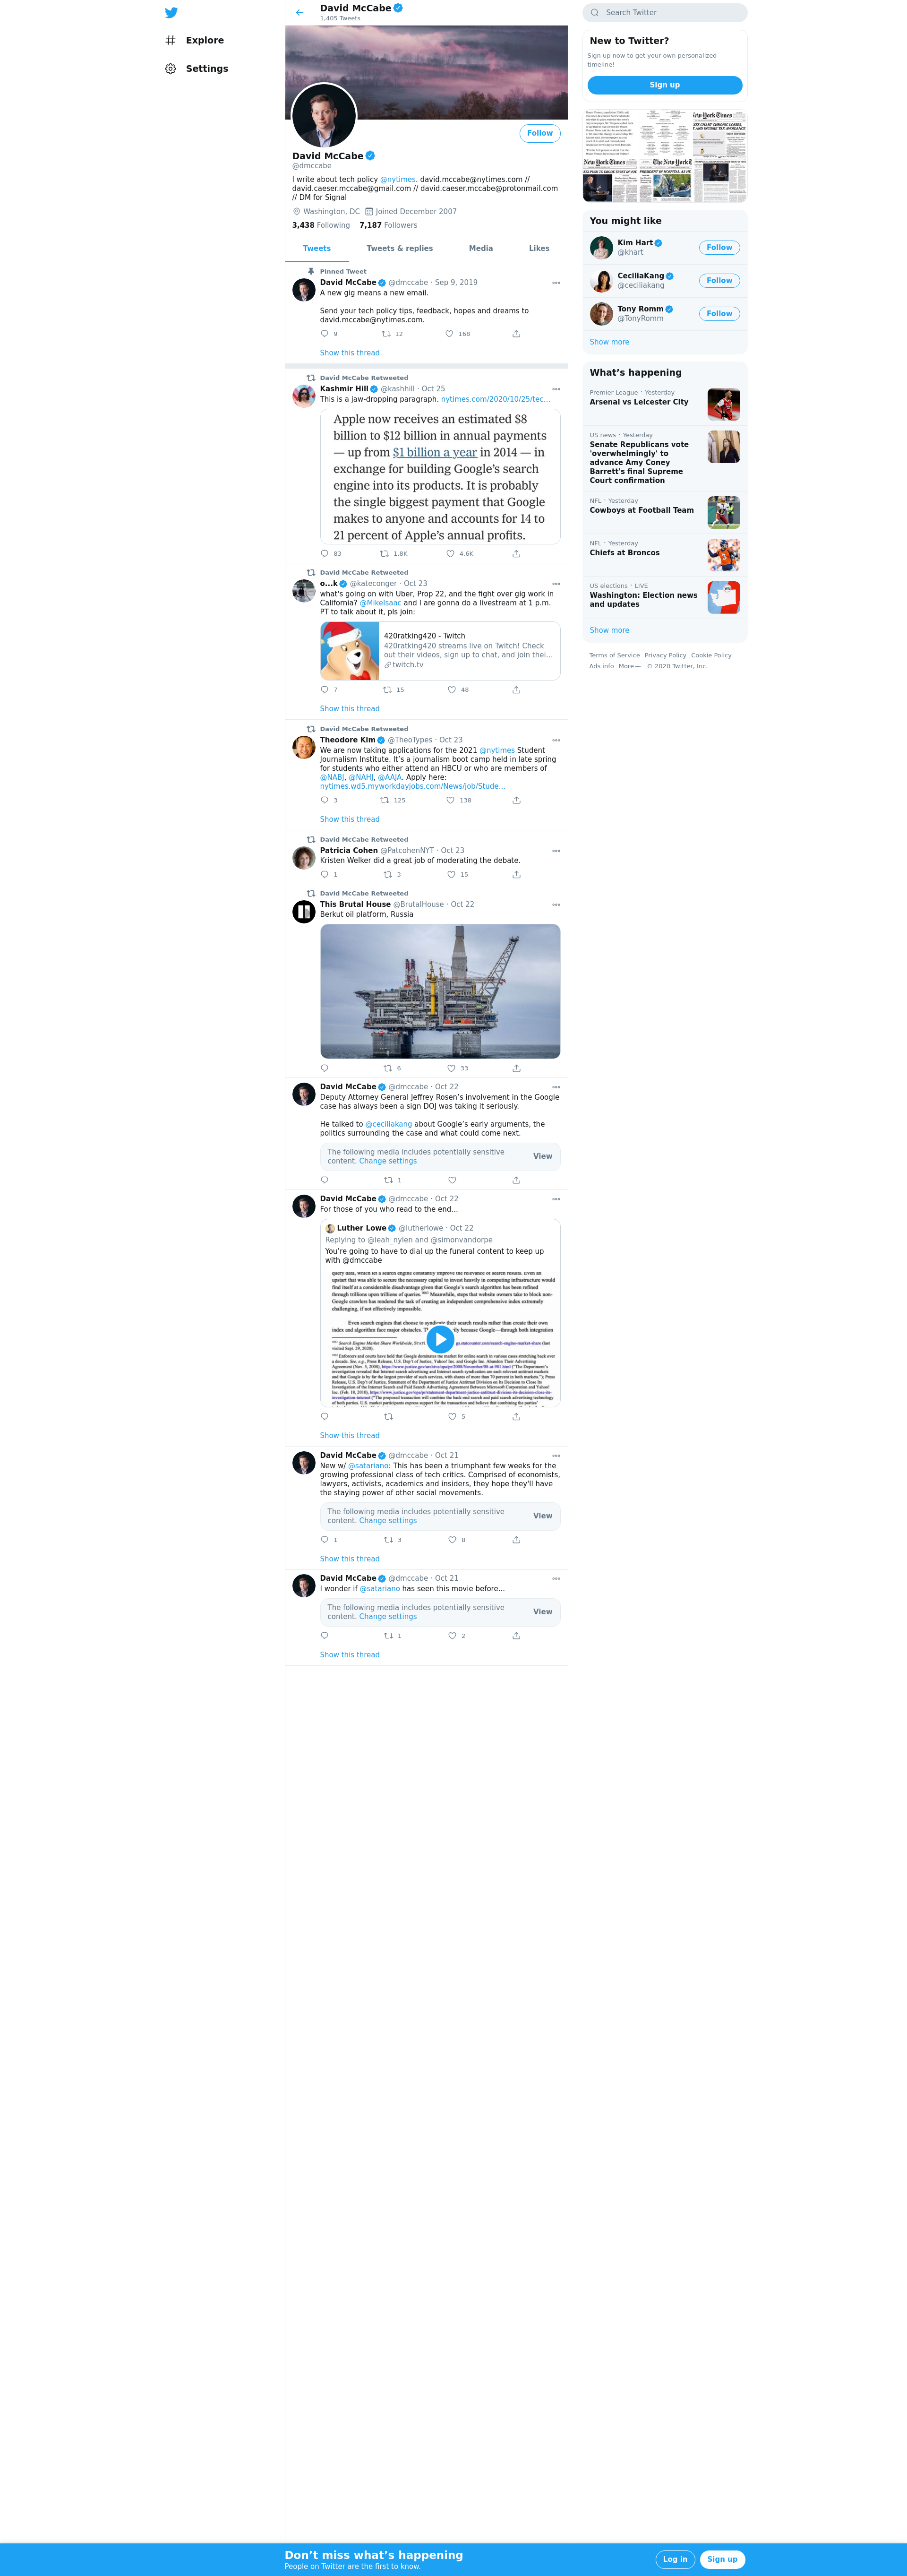 Explore
Settings
David McCabe
1,405 Tweets
Follow
David McCabe
@dmccabe
I write about tech policy @nytimes. david.mccabe@nytimes.com //
david.caeser.mccabe@gmail.com // david.caeser.mccabe@protonmail.com
// DM for Signal
Washington, DC Joined December 2007
3,438 Following 7,187 Followers
Tweets Tweets & replies Media Likes
Pinned Tweet
David McCabe @dmccabe · Sep 9, 2019
A new gig means a new email.
Send your tech policy tips, feedback, hopes and dreams to
david.mccabe@nytimes.com.
9 12 168
Show this thread
David McCabe Retweeted
Kashmir Hill @kashhill · Oct 25
This is a jaw-dropping paragraph. nytimes.com/2020/10/25/tec…
Apple now receives an estimated $8
billion to $12 billion in annual payments
— up from $1 billion a year in 2014 — in
exchange for building Google's search
engine into its products. It is probably
the single biggest payment that Google
makes to anyone and accounts for 14 to
21 percent of Apple's annual profits.
83 1.8K 4.6K
David McCabe Retweeted
o...k @kateconger · Oct 23
what's going on with Uber, Prop 22, and the fight over gig work in
California? @MikeIsaac and I are gonna do a livestream at 1 p.m.
PT to talk about it, pls join:
420ratking420 - Twitch
420ratking420 streams live on Twitch! Check
out their videos, sign up to chat, and join thei…
twitch.tv
7 15 48
Show this thread
David McCabe Retweeted
Theodore Kim @TheoTypes · Oct 23
We are now taking applications for the 2021 @nytimes Student
Journalism Institute. It's a journalism boot camp held in late spring
for students who either attend an HBCU or who are members of
@NABJ, @NAHJ, @AAJA. Apply here:
nytimes.wd5.myworkdayjobs.com/News/job/Stude…
3 125 138
Show this thread
David McCabe Retweeted
Patricia Cohen @PatcohenNYT · Oct 23
Kristen Welker did a great job of moderating the debate.
1 3 15
David McCabe Retweeted
This Brutal House @BrutalHouse · Oct 22
Berkut oil platform, Russia
6 33
David McCabe @dmccabe · Oct 22
Deputy Attorney General Jeffrey Rosen's involvement in the Google
case has always been a sign DOJ was taking it seriously.
He talked to @ceciliakang about Google's early arguments, the
politics surrounding the case and what could come next.
The following media includes potentially sensitive
content. Change settings
View
1
David McCabe @dmccabe · Oct 22
For those of you who read to the end...
Luther Lowe @lutherlowe · Oct 22
Replying to @leah_nylen and @simonvandorpe
You're going to have to dial up the funeral content to keep up
with @dmccabe
5
Show this thread
David McCabe @dmccabe · Oct 21
New w/ @satariano: This has been a triumphant few weeks for the
growing professional class of tech critics. Comprised of economists,
lawyers, activists, academics and insiders, they hope they'll have
the staying power of other social movements.
The following media includes potentially sensitive
content. Change settings
View
1 3 8
Show this thread
David McCabe @dmccabe · Oct 21
I wonder if @satariano has seen this movie before...
The following media includes potentially sensitive
content. Change settings
View
1 2
Show this thread
Search Twitter
New to Twitter?
Sign up now to get your own personalized
timeline!
Sign up
You might like
Kim Hart
@khart
Follow
CeciliaKang
@ceciliakang
Follow
Tony Romm
@TonyRomm
Follow
Show more
What's happening
Premier League · Yesterday
Arsenal vs Leicester City
US news · Yesterday
Senate Republicans vote
'overwhelmingly' to
advance Amy Coney
Barrett's final Supreme
Court confirmation
NFL · Yesterday
Cowboys at Football Team
NFL · Yesterday
Chiefs at Broncos
US elections · LIVE
Washington: Election news
and updates
Show more
Terms of Service Privacy Policy Cookie Policy
Ads info More © 2020 Twitter, Inc.
Don't miss what's happening
People on Twitter are the first to know.
Log in
Sign up